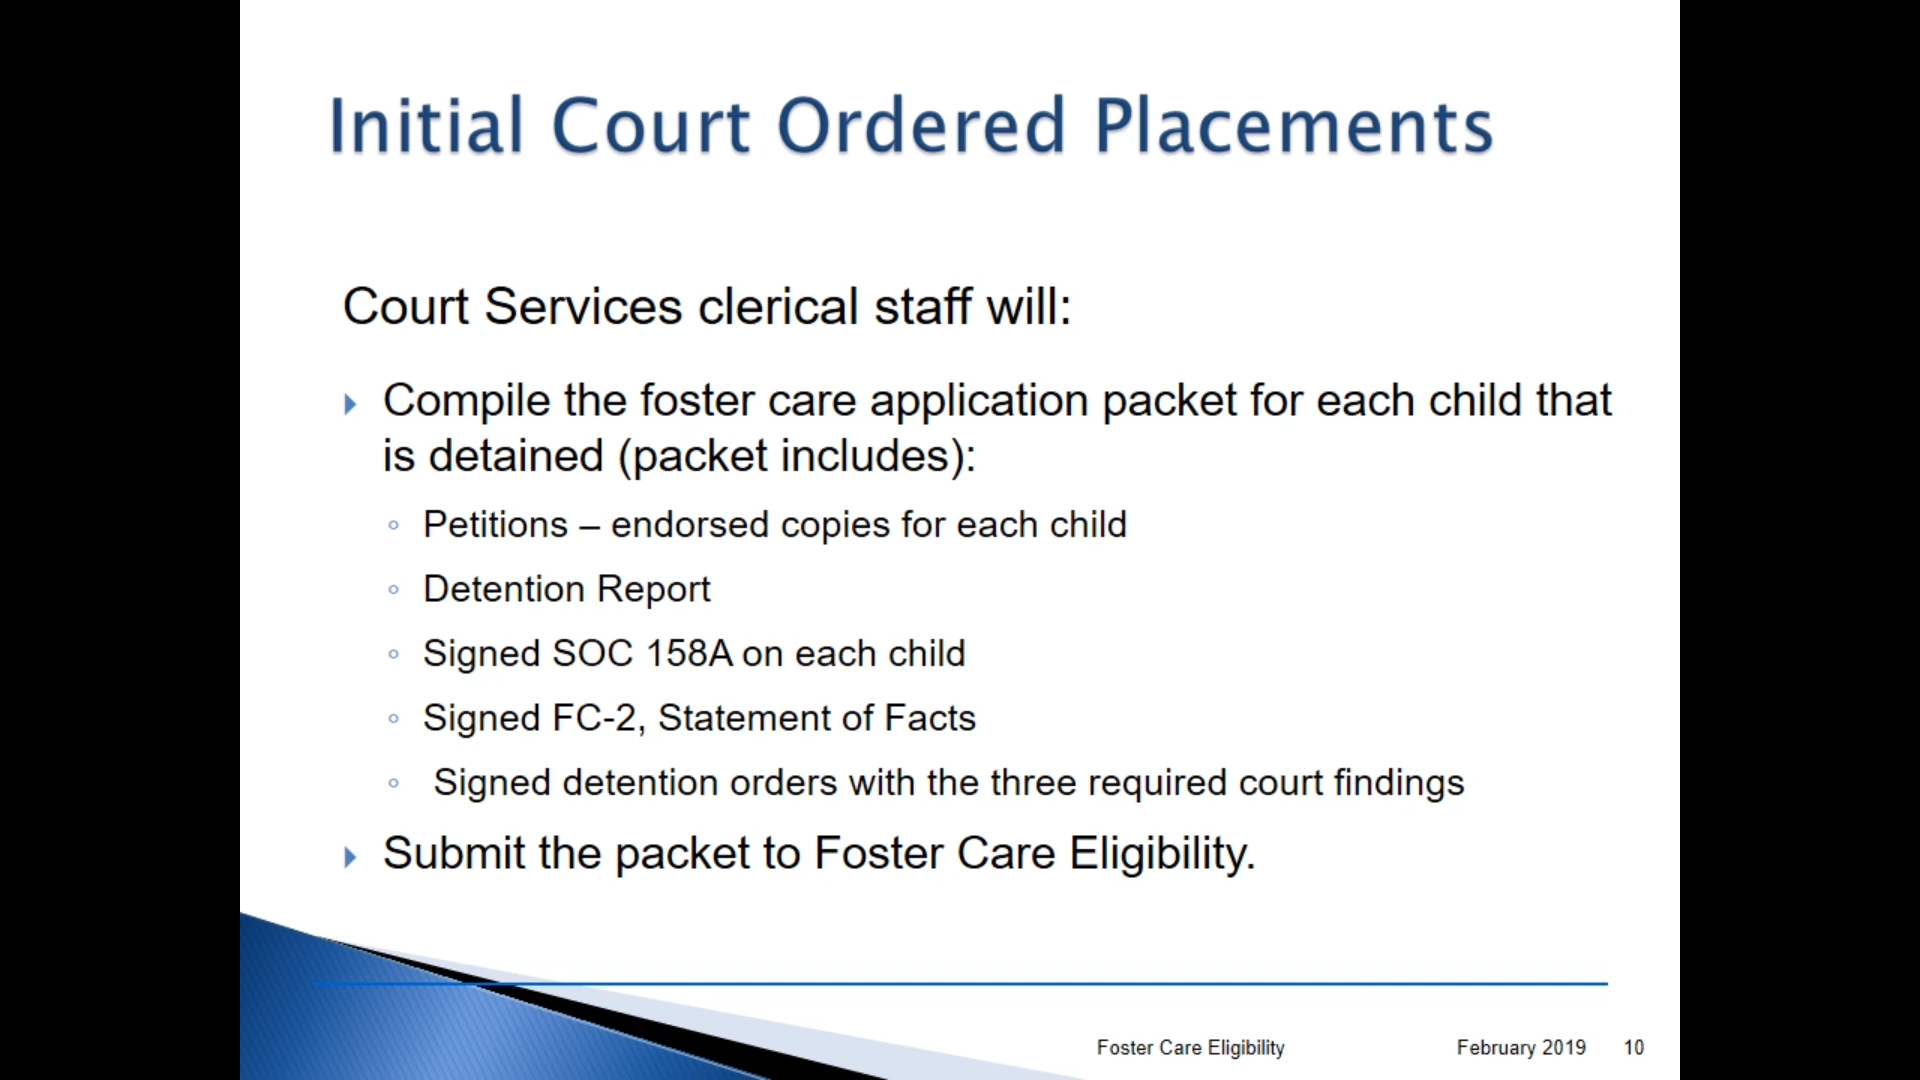 Initial Court Ordered Placements
Court Services clerical staff will:
Compile the foster care application packet for each child that
is detained (packet includes):
Petitions – endorsed copies for each child
Detention Report
Signed SOC 158A on each child
Signed FC-2, Statement of Facts
Signed detention orders with the three required court findings
Submit the packet to Foster Care Eligibility.
Foster Care Eligibility February 2019 10